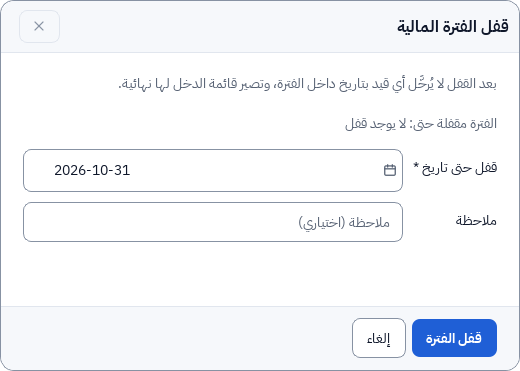 قفل الفترة المالية
بعد القفل لا يُرحَّل أي قيد بتاريخ داخل الفترة، وتصير قائمة الدخل لها نهائية.
الفترة مقفلة حتى: لا يوجد قفل
قفل حتى تاريخ *
2026-10-31
ملاحظة
ملاحظة (اختياري)
قفل الفترة
إلغاء